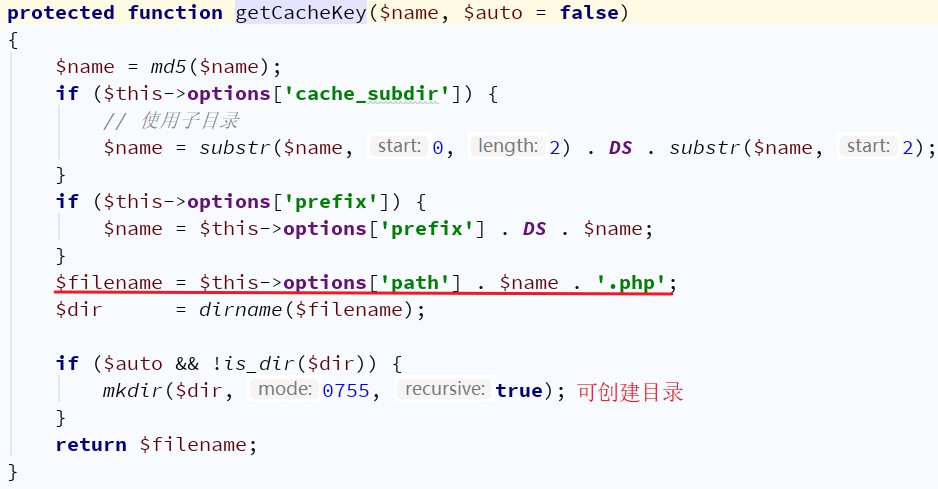 protected function getCacheKey($name, $auto = false)
{
    $name = md5($name);
    if ($this->options['cache_subdir']) {
        // 使用子目录
        $name = substr($name, start: 0, length: 2) . DS . substr($name, start: 2);
    }
    if ($this->options['prefix']) {
        $name = $this->options['prefix'] . DS . $name;
    }
    $filename = $this->options['path'] . $name . '.php';
    $dir      = dirname($filename);

    if ($auto && !is_dir($dir)) {
        mkdir($dir, mode: 0755, recursive: true); 可创建目录
    }
    return $filename;
}